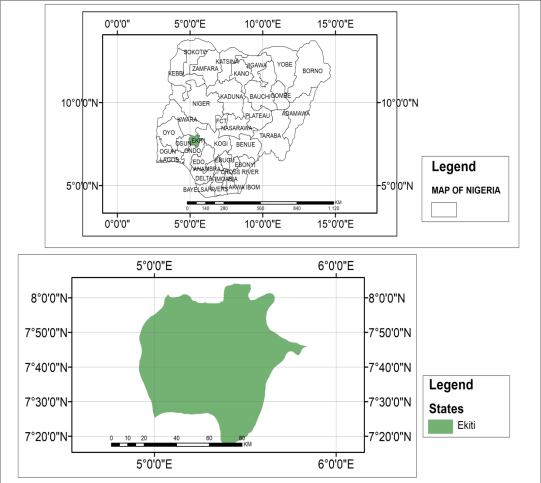 0°0'0" 5°0'0"E 10°0'0"E 15°0'0"E
SOKOTO
KATSINA
YOBE
ZAMFARA
JIGAWA
BORNO
KEBBI
KANO
10°0'0"N 10°0'0"N
KADUNA BAUCHI GOMBE
NIGER
ADAMAWA
PLATEAU
KWARA FCT
NASARAWA
OYO TARABA
EKITI
OSUN KOGI BENUE
ONDO
OGUN
LAGOS EDO ENUGU
EBONYI
ANAMBRA
CROSS RIVER
DELTA IMO ABIA
5°0'0"N 5°0'0"N
BAYELSA RIVERS AKWA IBOM
KM
0 140 280 560 840 1,120
0°0'0" 5°0'0"E 10°0'0"E 15°0'0"E
Legend
MAP OF NIGERIA
5°0'0"E 6°0'0"E
8°0'0"N 8°0'0"N
7°50'0"N 7°50'0"N
7°40'0"N 7°40'0"N
7°30'0"N 7°30'0"N
7°20'0"N 7°20'0"N
0 10 20 40 60 80
KM
5°0'0"E 6°0'0"E
Legend
States
Ekiti